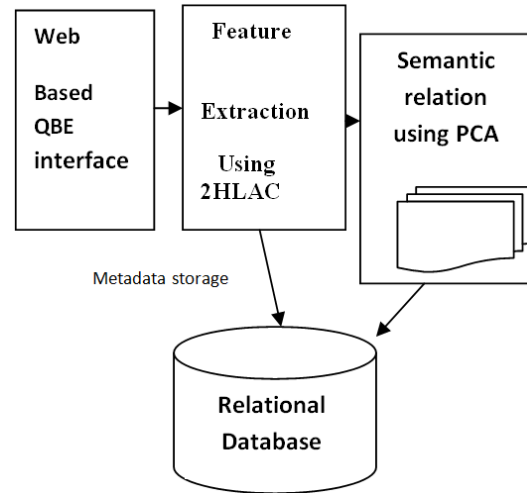 Web
Based
QBE
interface
Feature
Extraction
Using
2HLAC
Semantic
relation
using PCA
Metadata storage
Relational
Database